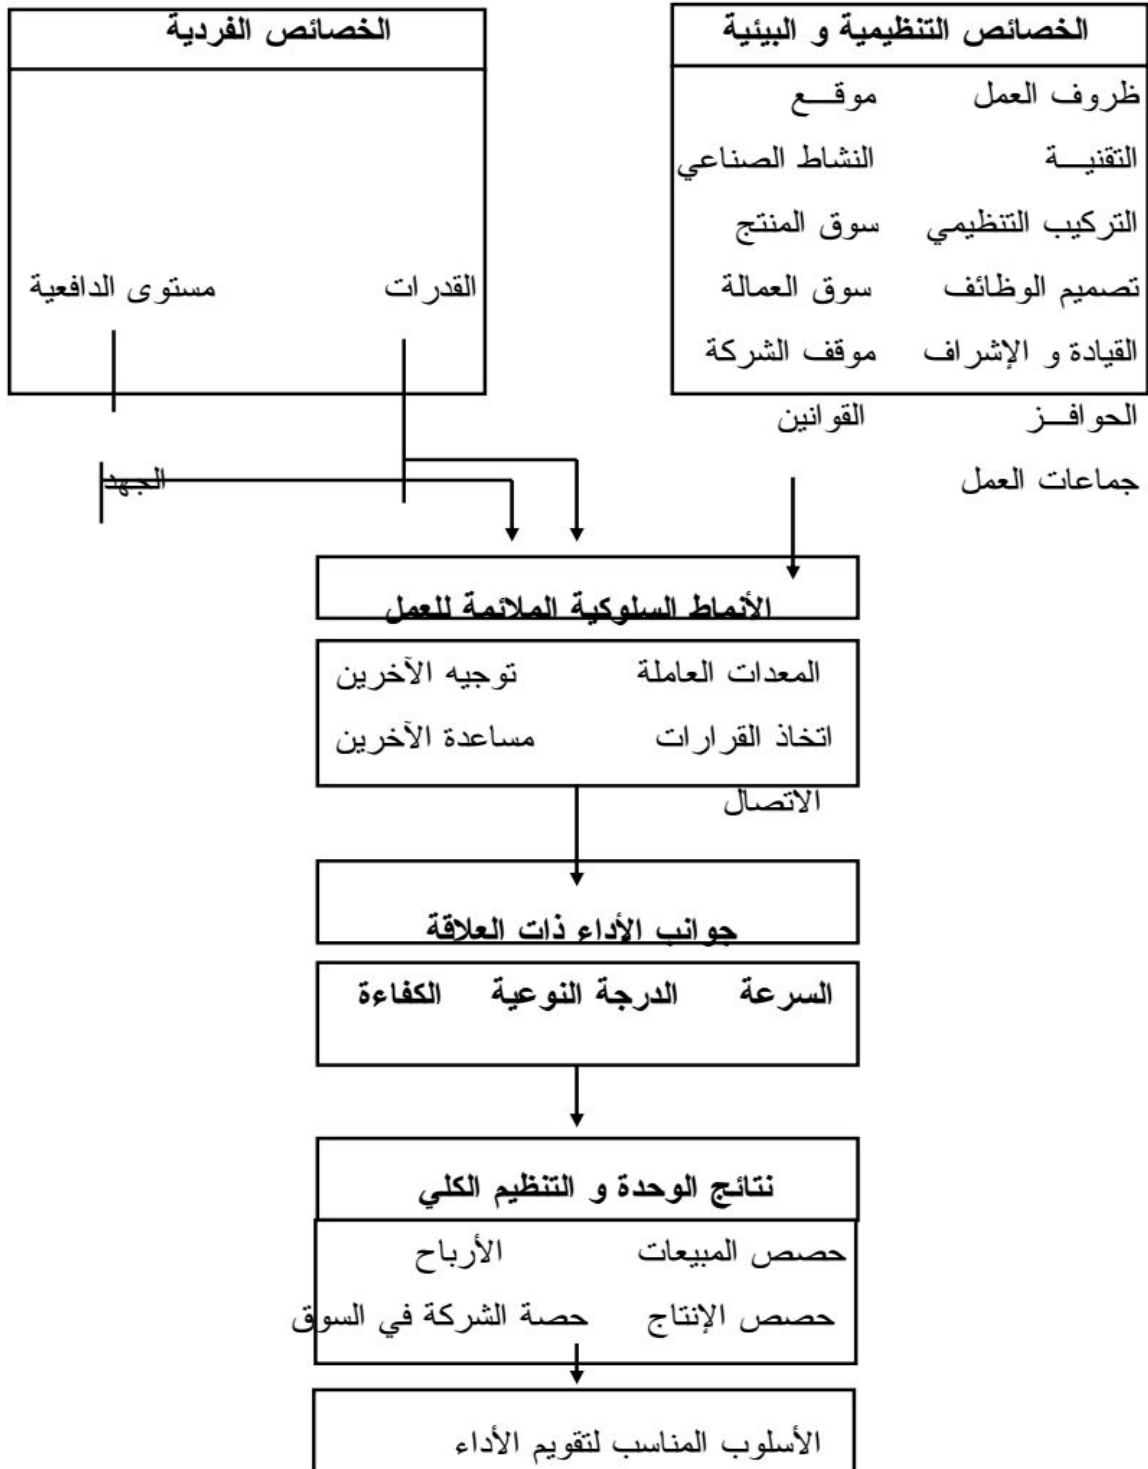 الخصائص التنظيمية و البيئية
ظروف العمل موقـــع
التقنيـــة النشاط الصناعي
التركيب التنظيمي سوق المنتج
تصميم الوظائف سوق العمالة
القيادة و الإشراف موقف الشركة
الحوافـــز القوانين
جماعات العمل
الخصائص الفردية
القدرات مستوى الدافعية
الجهد
الأنماط السلوكية الملائمة للعمل
المعدات العاملة توجيه الآخرين
اتخاذ القرارات مساعدة الآخرين
الاتصال
جوانب الأداء ذات العلاقة
السرعة الدرجة النوعية الكفاءة
نتائج الوحدة و التنظيم الكلي
حصص المبيعات الأرباح
حصص الإنتاج حصة الشركة في السوق
الأسلوب المناسب لتقويم الأداء